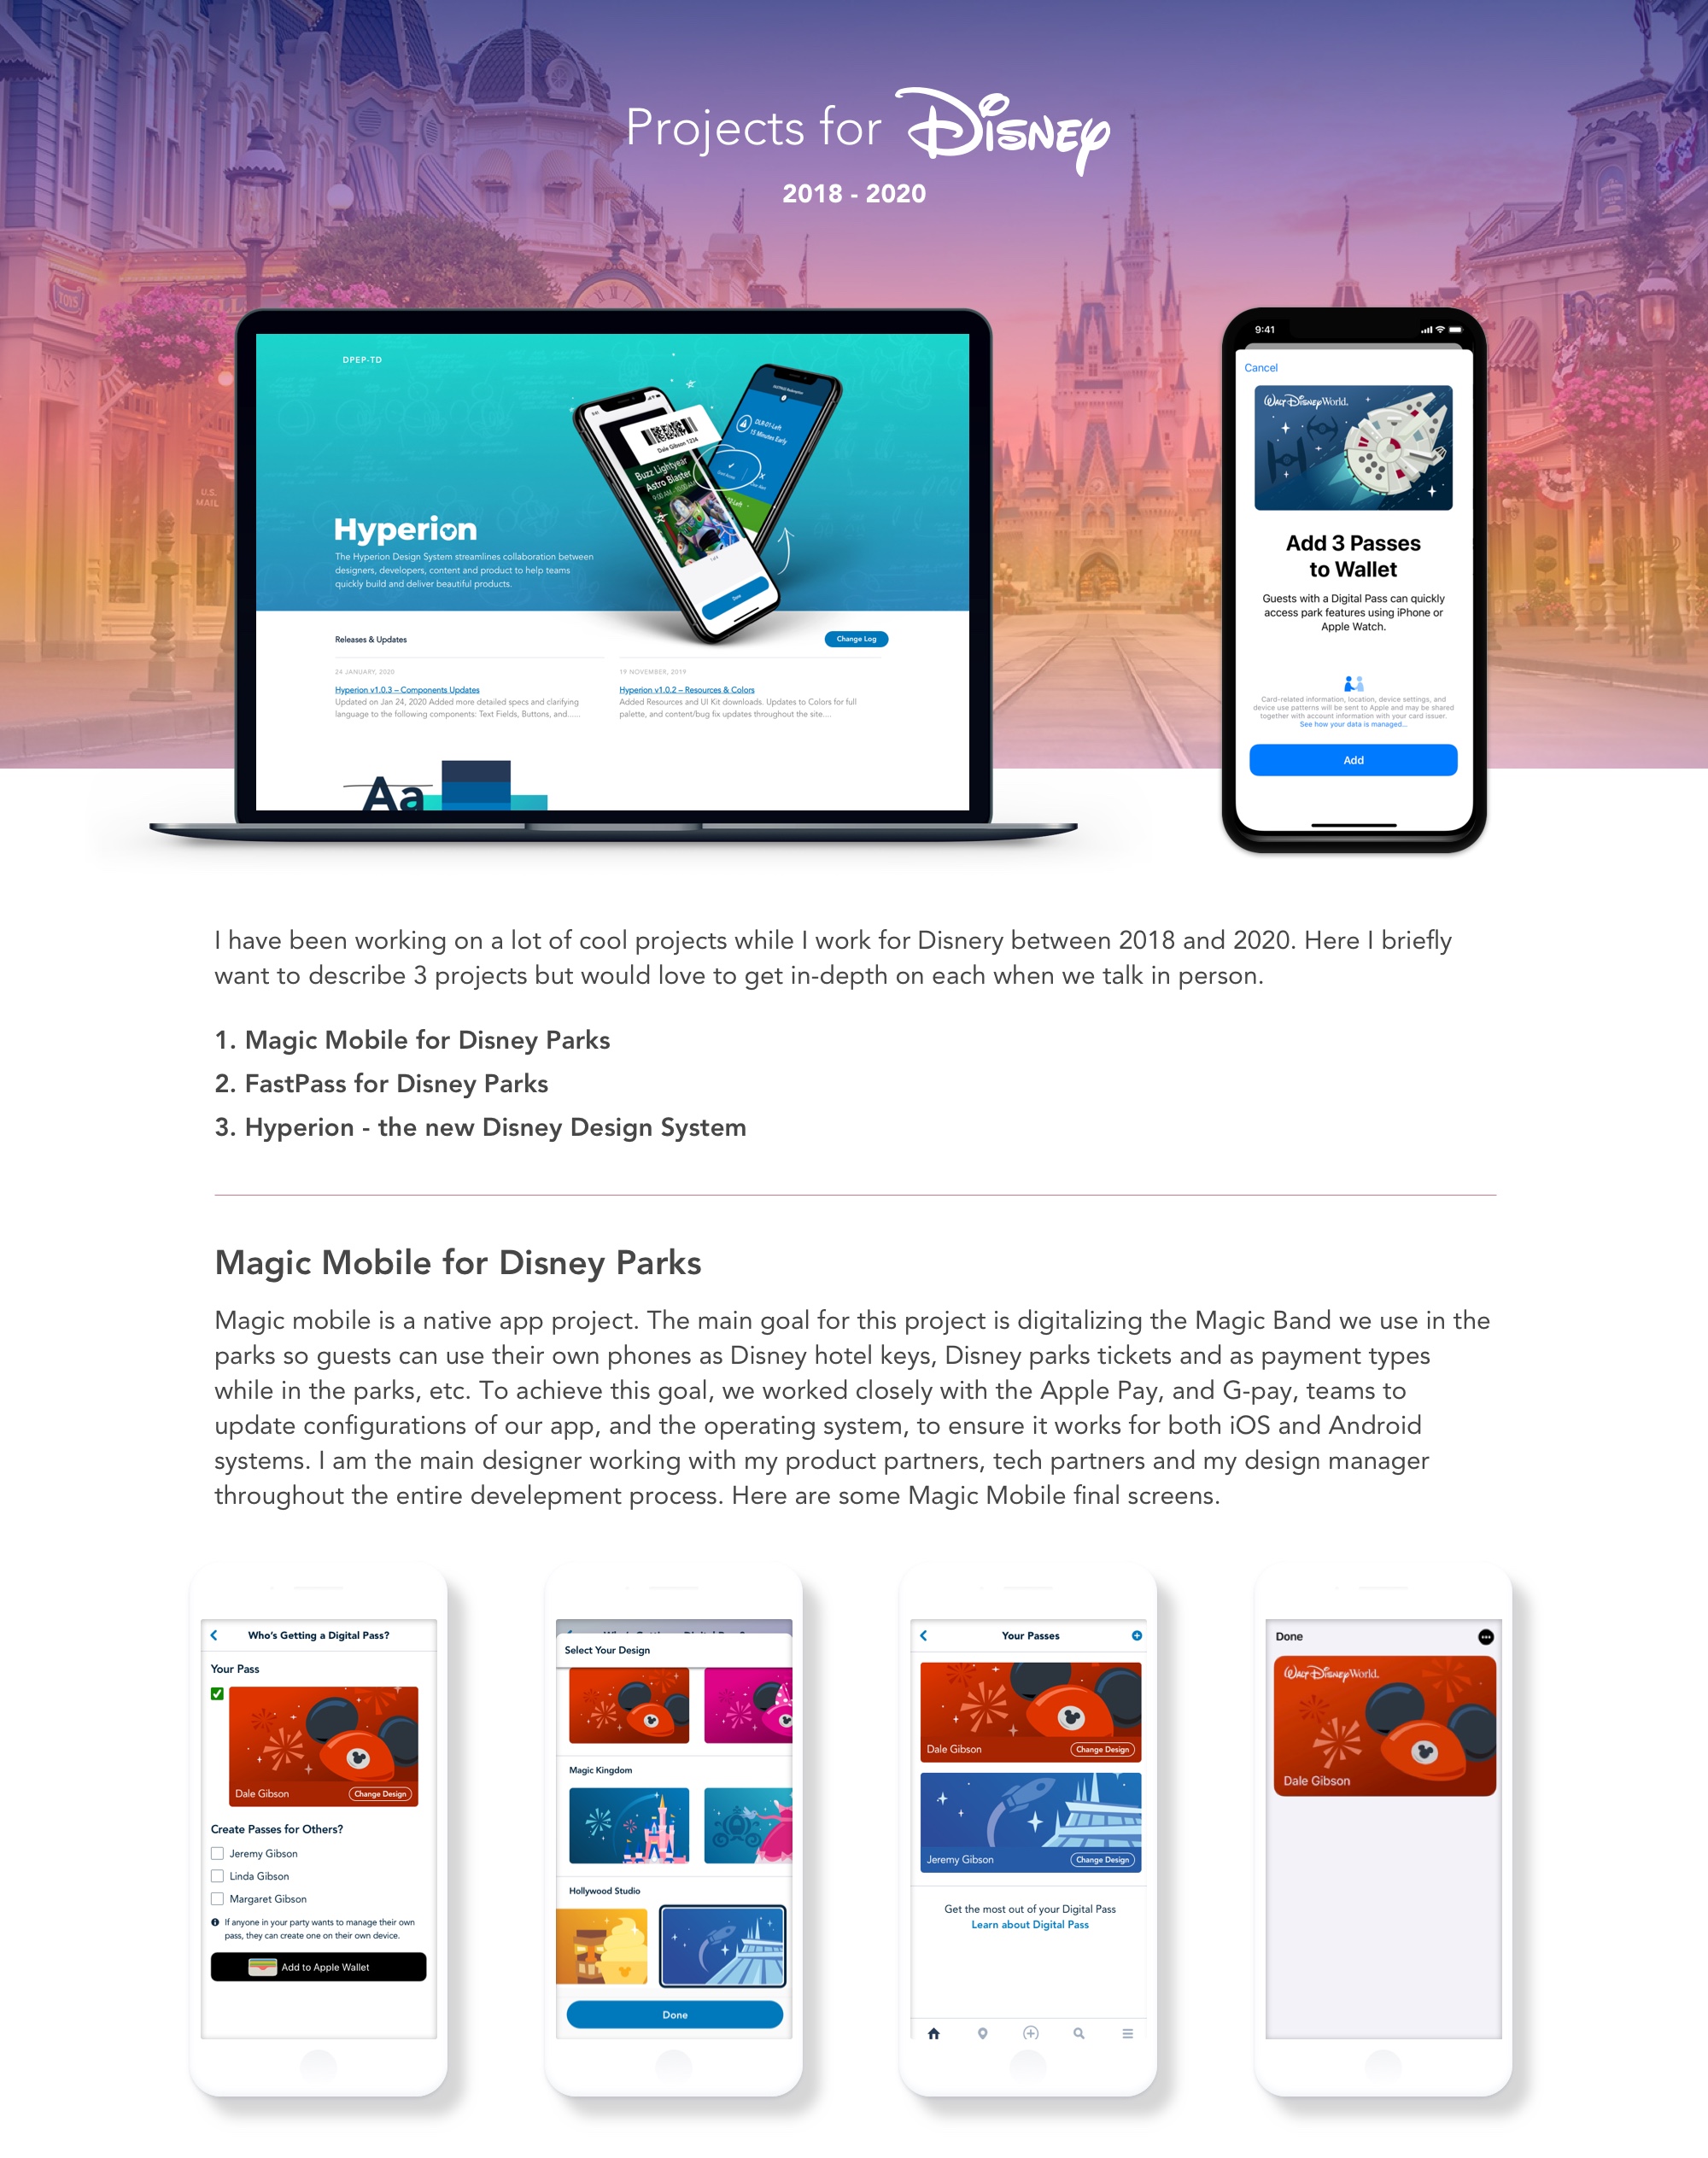 Projects for Disney
2018 - 2020
TOYS
U.S.
MAIL
DPEP-TD
Dale Gibson 1234
Buzz Lightyear
Astro Blaster
DLR-01-Left
15 Minutes Early
Hyperion
The Hyperion Design System streamlines collaboration between
designers, developers, content and product to help teams
quickly build and deliver beautiful products.
Releases & Updates
Change Log
24 JANUARY, 2020
Hyperion v1.0.3 – Components Updates
Updated on Jan 24, 2020 Added more detailed specs and clarifying
language to the following components: Text Fields, Buttons, and......
19 NOVEMBER, 2019
Hyperion v1.0.2 – Resources & Colors
Added Resources and UI Kit downloads. Updates to Colors for full
palette, and content/bug fix updates throughout the site....
Aa
9:41
Cancel
Walt Disney World.
Add 3 Passes
to Wallet
Guests with a Digital Pass can quickly
access park features using iPhone or
Apple Watch.
Card-related information, location, device settings, and
device use patterns will be sent to Apple and may be shared
together with account information with your card issuer.
See how your data is managed...
Add
I have been working on a lot of cool projects while I work for Disnery between 2018 and 2020. Here I briefly
want to describe 3 projects but would love to get in-depth on each when we talk in person.
1. Magic Mobile for Disney Parks
2. FastPass for Disney Parks
3. Hyperion - the new Disney Design System
Magic Mobile for Disney Parks
Magic mobile is a native app project. The main goal for this project is digitalizing the Magic Band we use in the
parks so guests can use their own phones as Disney hotel keys, Disney parks tickets and as payment types
while in the parks, etc. To achieve this goal, we worked closely with the Apple Pay, and G-pay, teams to
update configurations of our app, and the operating system, to ensure it works for both iOS and Android
systems. I am the main designer working with my product partners, tech partners and my design manager
throughout the entire develepment process. Here are some Magic Mobile final screens.
Who's Getting a Digital Pass?
Your Pass
Dale Gibson
Change Design
Create Passes for Others?
Jeremy Gibson
Linda Gibson
Margaret Gibson
If anyone in your party wants to manage their own
pass, they can create one on their own device.
Add to Apple Wallet
Select Your Design
Magic Kingdom
Hollywood Studio
Done
Your Passes
Dale Gibson
Change Design
Jeremy Gibson
Change Design
Get the most out of your Digital Pass
Learn about Digital Pass
Done
Walt Disney World.
Dale Gibson